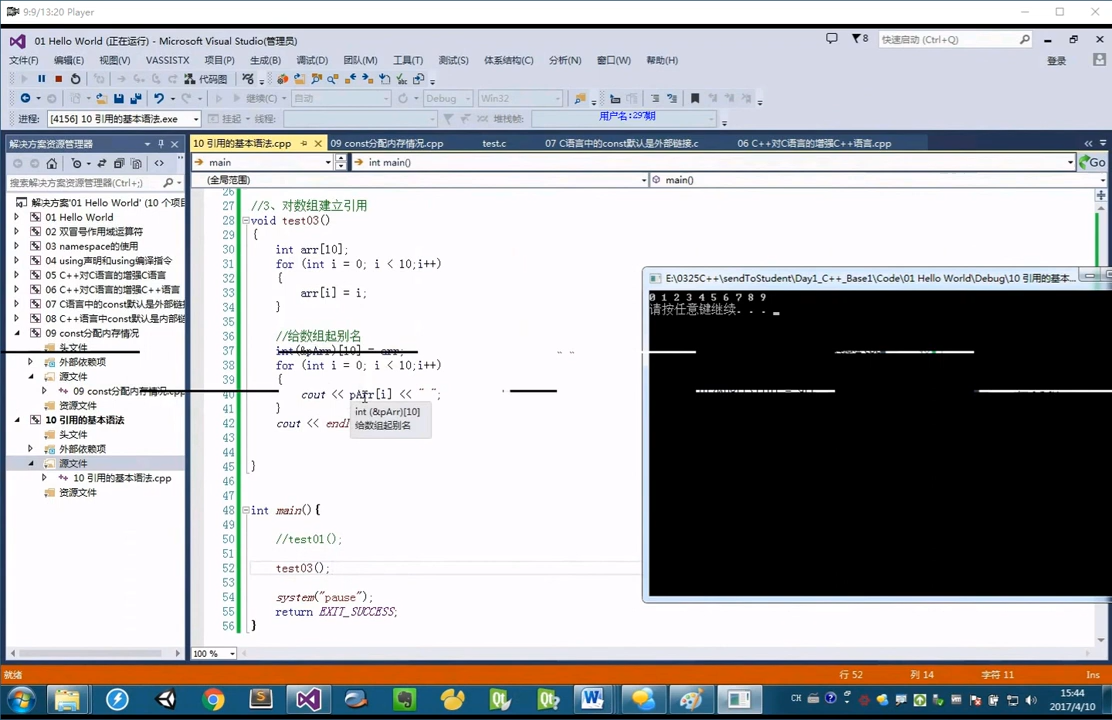 9:9/13:20 Player
01 Hello World (正在运行) - Microsoft Visual Studio(管理员)
8
快速启动 (Ctrl+Q)
文件(F) 编辑(E) 视图(V) VASSISTX 项目(P) 生成(B) 调试(D) 团队(M) 工具(T) 测试(S) 体系结构(C) 分析(N) 窗口(W) 帮助(H)
登录
代码图
继续(C) 自动 Debug Win32
进程: [4156] 10 引用的基本语法.exe 挂起 线程: 堆栈帧:
用户名:297期
解决方案资源管理器
10 引用的基本语法.cpp 09 const分配内存情况.cpp test.c 07 C语言中的const默认是外部链接.c 06 C++对C语言的增强C++语言.cpp
main int main() Go
搜索解决方案资源管理器(Ctrl+;)
(全局范围) main()
解决方案'01 Hello World' (10 个项目
01 Hello World
02 双冒号作用域运算符
03 namespace的使用
04 using声明和using编译指令
05 C++对C语言的增强C语言
06 C++对C语言的增强C++语言
07 C语言中的const默认是外部链
08 C++语言中const默认是内部链
09 const分配内存情况
头文件
外部依赖项
源文件
09 const分配内存情况.cpp
资源文件
10 引用的基本语法
头文件
外部依赖项
源文件
10 引用的基本语法.cpp
资源文件
26
27 //3、对数组建立引用
28 void test03()
29 {
30 int arr[10];
31 for (int i = 0; i < 10;i++)
32 {
33 arr[i] = i;
34 }
35
36 //给数组起别名
37 int(&pArr)[10] = arr;
38 for (int i = 0; i < 10;i++)
39 {
40 cout << pArr[i] << " ";
41 }
42 cout << endl
43
44
45 }
46
47
48 int main(){
49
50 //test01();
51
52 test03();
53
54 system("pause");
55 return EXIT_SUCCESS;
56 }
int (&pArr)[10]
给数组起别名
E:\0325C++\sendToStudent\Day1_C++_Base1\Code\01 Hello World\Debug\10 引用的基本语法...
0 1 2 3 4 5 6 7 8 9
请按任意键继续. . .
100 %
就绪 行 52 列 14 字符 11 Ins
CH
15:44
2017/4/10